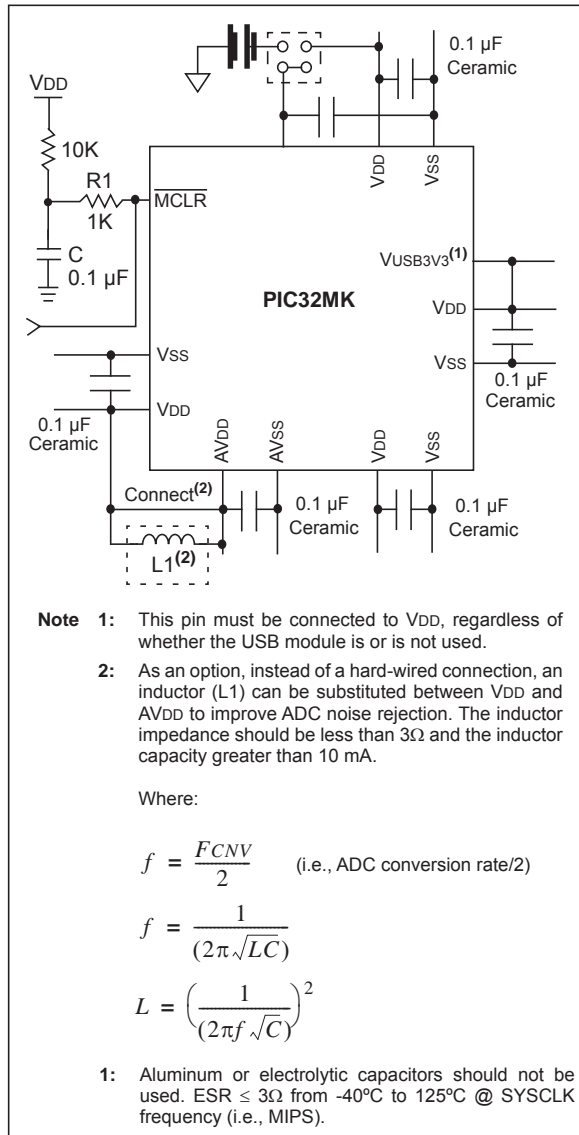 0.1 µF
Ceramic
VDD
10K
R1
1K
C
0.1 µF
MCLR
VDD
VSS
VUSB3V3(1)
PIC32MK
VDD
VSS
0.1 µF
Ceramic
VSS
VDD
0.1 µF
Ceramic
AVDD
AVSS
VDD
VSS
Connect(2)
L1(2)
0.1 µF
Ceramic
0.1 µF
Ceramic
Note 1: This pin must be connected to VDD, regardless of
whether the USB module is or is not used.
2: As an option, instead of a hard-wired connection, an
inductor (L1) can be substituted between VDD and
AVDD to improve ADC noise rejection. The inductor
impedance should be less than 3Ω and the inductor
capacity greater than 10 mA.
Where:
f = FCNV / 2 (i.e., ADC conversion rate/2)
f = 1 / (2π√LC)
L = (1 / (2πf√C))²
1: Aluminum or electrolytic capacitors should not be
used. ESR ≤ 3Ω from -40ºC to 125ºC @ SYSCLK
frequency (i.e., MIPS).